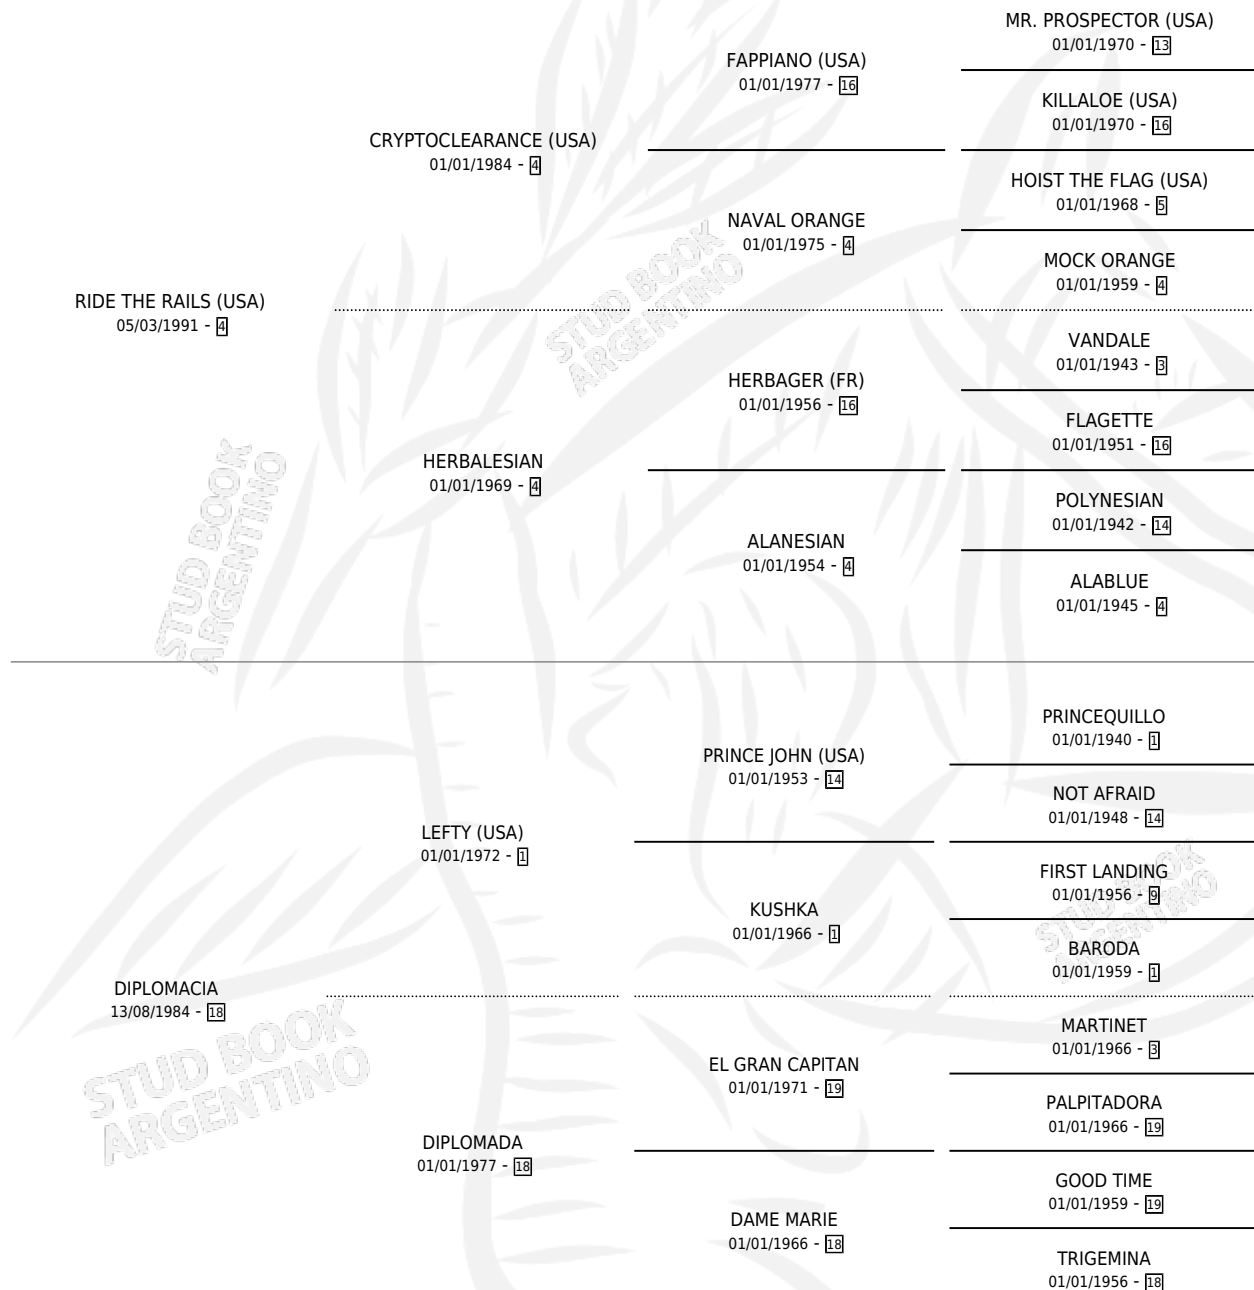 MR. PROSPECTOR (USA)
01/01/1970 - 13
FAPPIANO (USA)
01/01/1977 - 16
KILLALOE (USA)
01/01/1970 - 16
CRYPTOCLEARANCE (USA)
01/01/1984 - 4
HOIST THE FLAG (USA)
01/01/1968 - 5
NAVAL ORANGE
01/01/1975 - 4
MOCK ORANGE
01/01/1959 - 4
RIDE THE RAILS (USA)
05/03/1991 - 4
VANDALE
01/01/1943 - 3
HERBAGER (FR)
01/01/1956 - 16
FLAGETTE
01/01/1951 - 16
HERBALESIAN
01/01/1969 - 4
POLYNESIAN
01/01/1942 - 14
ALANESIAN
01/01/1954 - 4
ALABLUE
01/01/1945 - 4
PRINCEQUILLO
01/01/1940 - 1
PRINCE JOHN (USA)
01/01/1953 - 14
NOT AFRAID
01/01/1948 - 14
LEFTY (USA)
01/01/1972 - 1
FIRST LANDING
01/01/1956 - 9
KUSHKA
01/01/1966 - 1
BARODA
01/01/1959 - 1
DIPLOMACIA
13/08/1984 - 18
MARTINET
01/01/1966 - 3
EL GRAN CAPITAN
01/01/1971 - 19
PALPITADORA
01/01/1966 - 19
DIPLOMADA
01/01/1977 - 18
GOOD TIME
01/01/1959 - 19
DAME MARIE
01/01/1966 - 18
TRIGEMINA
01/01/1956 - 18
STUD BOOK
ARGENTINO
STUD BOOK
ARGENTINO
STUD BOOK
ARGENTINO
STUD BOOK
ARGENTINO